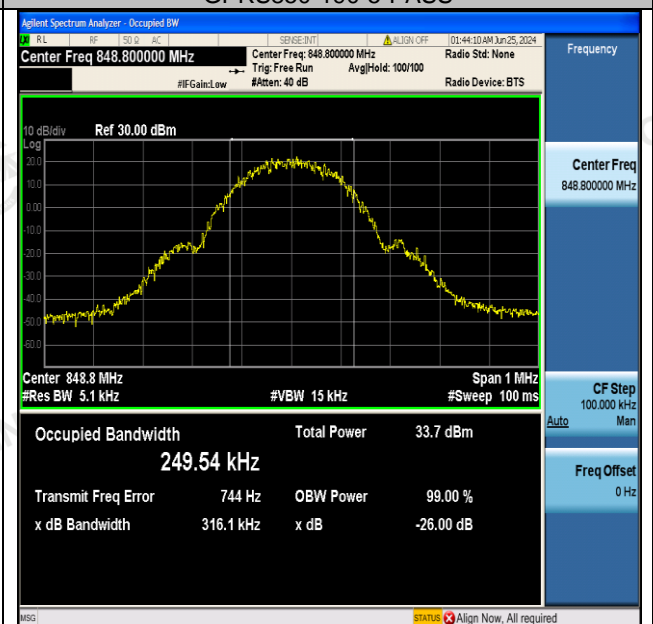 Agilent Spectrum Analyzer - Occupied BW
RL RF 50 Ω AC SENSE:INT ALIGN OFF 01:44:10 AM Jun 25, 2024
Center Freq 848.800000 MHz
Center Freq: 848.800000 MHz Radio Std: None
Trig: Free Run Avg|Hold: 100/100
#IFGain:Low #Atten: 40 dB Radio Device: BTS
Frequency
10 dB/div Ref 30.00 dBm
Log
20.0
10.0
0.00
-10.0
-20.0
-30.0
-40.0
-50.0
-60.0
Center 848.8 MHz Span 1 MHz
#Res BW 5.1 kHz #VBW 15 kHz #Sweep 100 ms
Center Freq
848.800000 MHz
CF Step
100.000 kHz
Auto Man
Freq Offset
0 Hz
Occupied Bandwidth Total Power 33.7 dBm
249.54 kHz
Transmit Freq Error 744 Hz OBW Power 99.00 %
x dB Bandwidth 316.1 kHz x dB -26.00 dB
MSG STATUS Align Now, All required